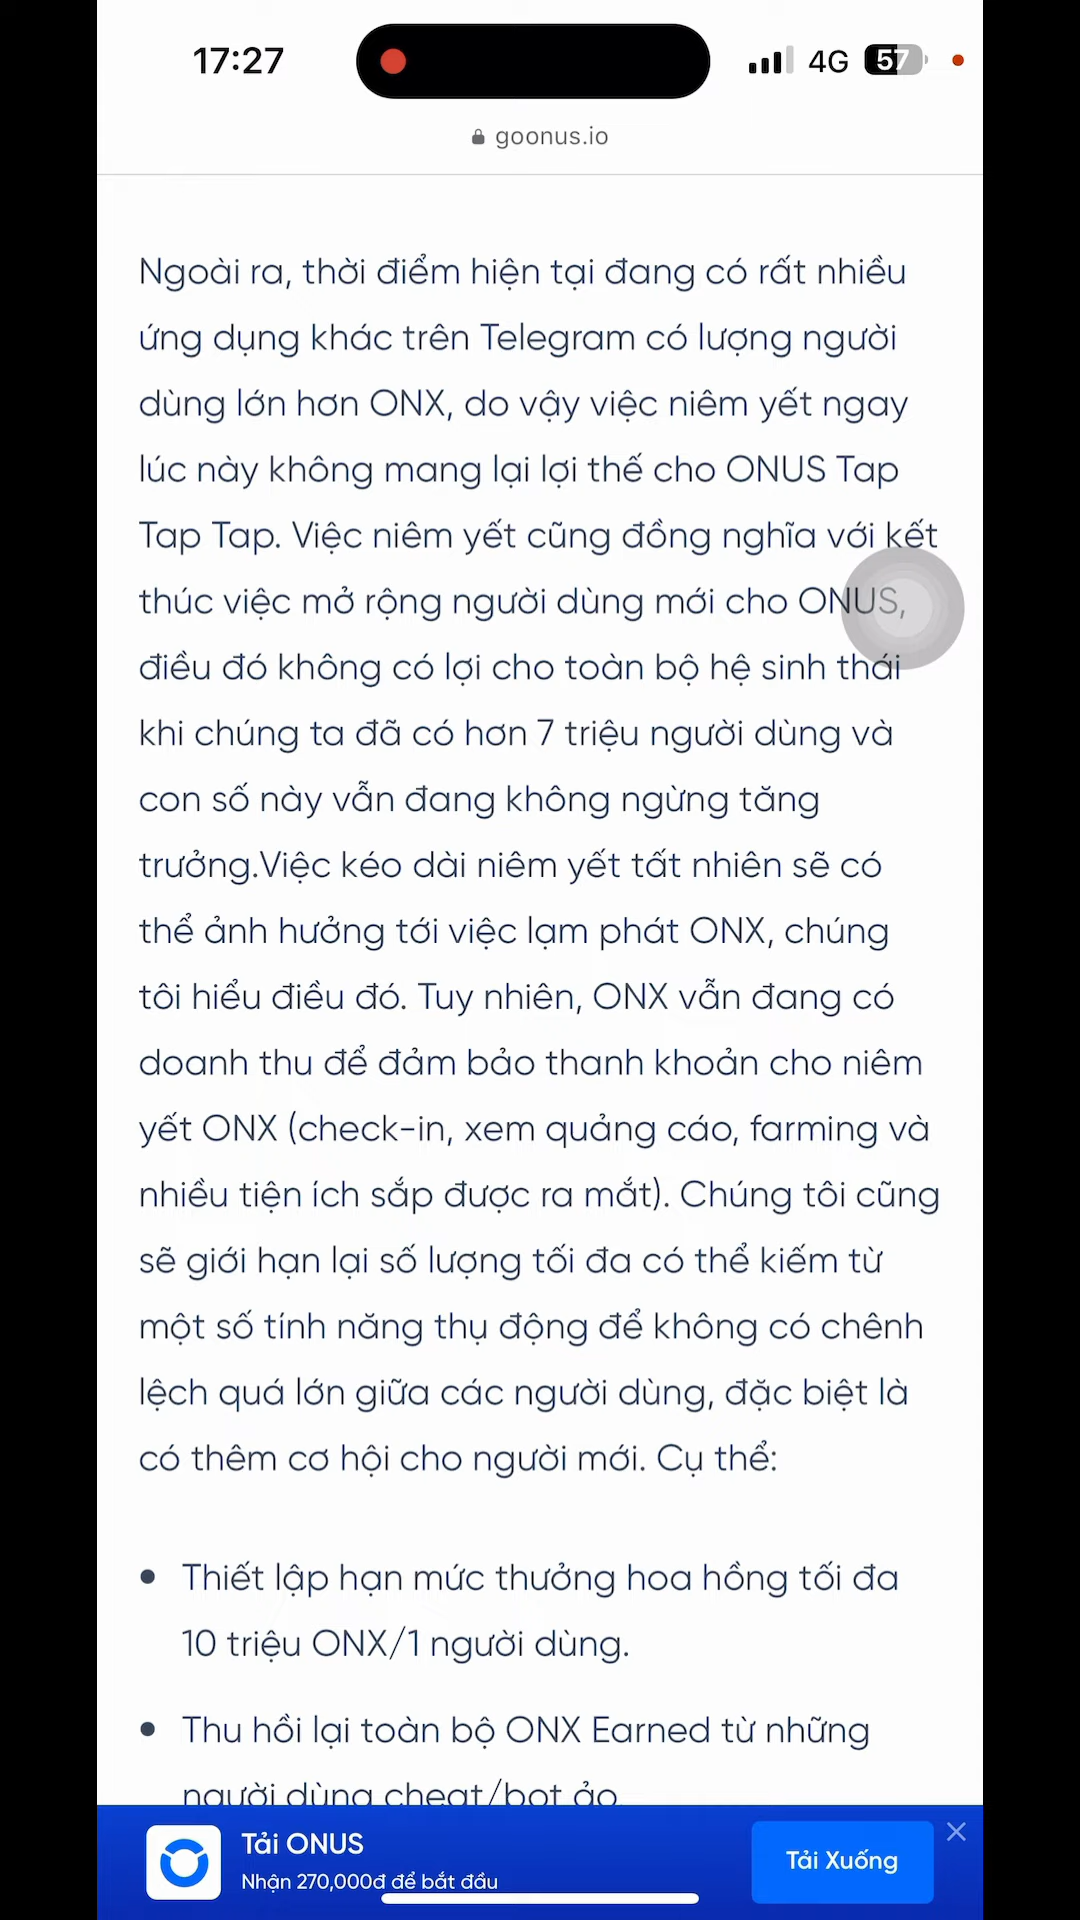 17:27
4G
57
goonus.io
Ngoài ra, thời điểm hiện tại đang có rất nhiều
ứng dụng khác trên Telegram có lượng người
dùng lớn hơn ONX, do vậy việc niêm yết ngay
lúc này không mang lại lợi thế cho ONUS Tap
Tap Tap. Việc niêm yết cũng đồng nghĩa với kết
thúc việc mở rộng người dùng mới cho ONUS,
điều đó không có lợi cho toàn bộ hệ sinh thái
khi chúng ta đã có hơn 7 triệu người dùng và
con số này vẫn đang không ngừng tăng
trưởng.Việc kéo dài niêm yết tất nhiên sẽ có
thể ảnh hưởng tới việc lạm phát ONX, chúng
tôi hiểu điều đó. Tuy nhiên, ONX vẫn đang có
doanh thu để đảm bảo thanh khoản cho niêm
yết ONX (check-in, xem quảng cáo, farming và
nhiều tiện ích sắp được ra mắt). Chúng tôi cũng
sẽ giới hạn lại số lượng tối đa có thể kiếm từ
một số tính năng thụ động để không có chênh
lệch quá lớn giữa các người dùng, đặc biệt là
có thêm cơ hội cho người mới. Cụ thể:
• Thiết lập hạn mức thưởng hoa hồng tối đa
10 triệu ONX/1 người dùng.
• Thu hồi lại toàn bộ ONX Earned từ những
người dùng cheat/bot ảo
Tải ONUS
Nhận 270,000đ để bắt đầu
Tải Xuống